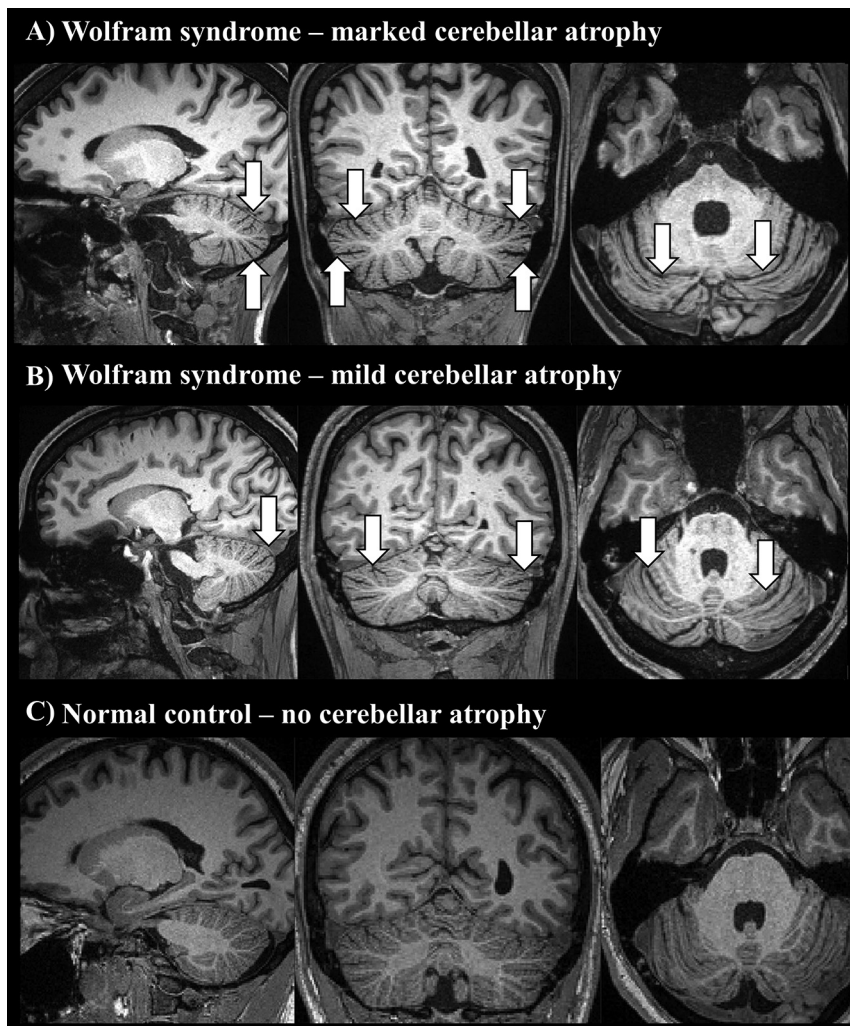 A) Wolfram syndrome – marked cerebellar atrophy
B) Wolfram syndrome – mild cerebellar atrophy
C) Normal control – no cerebellar atrophy